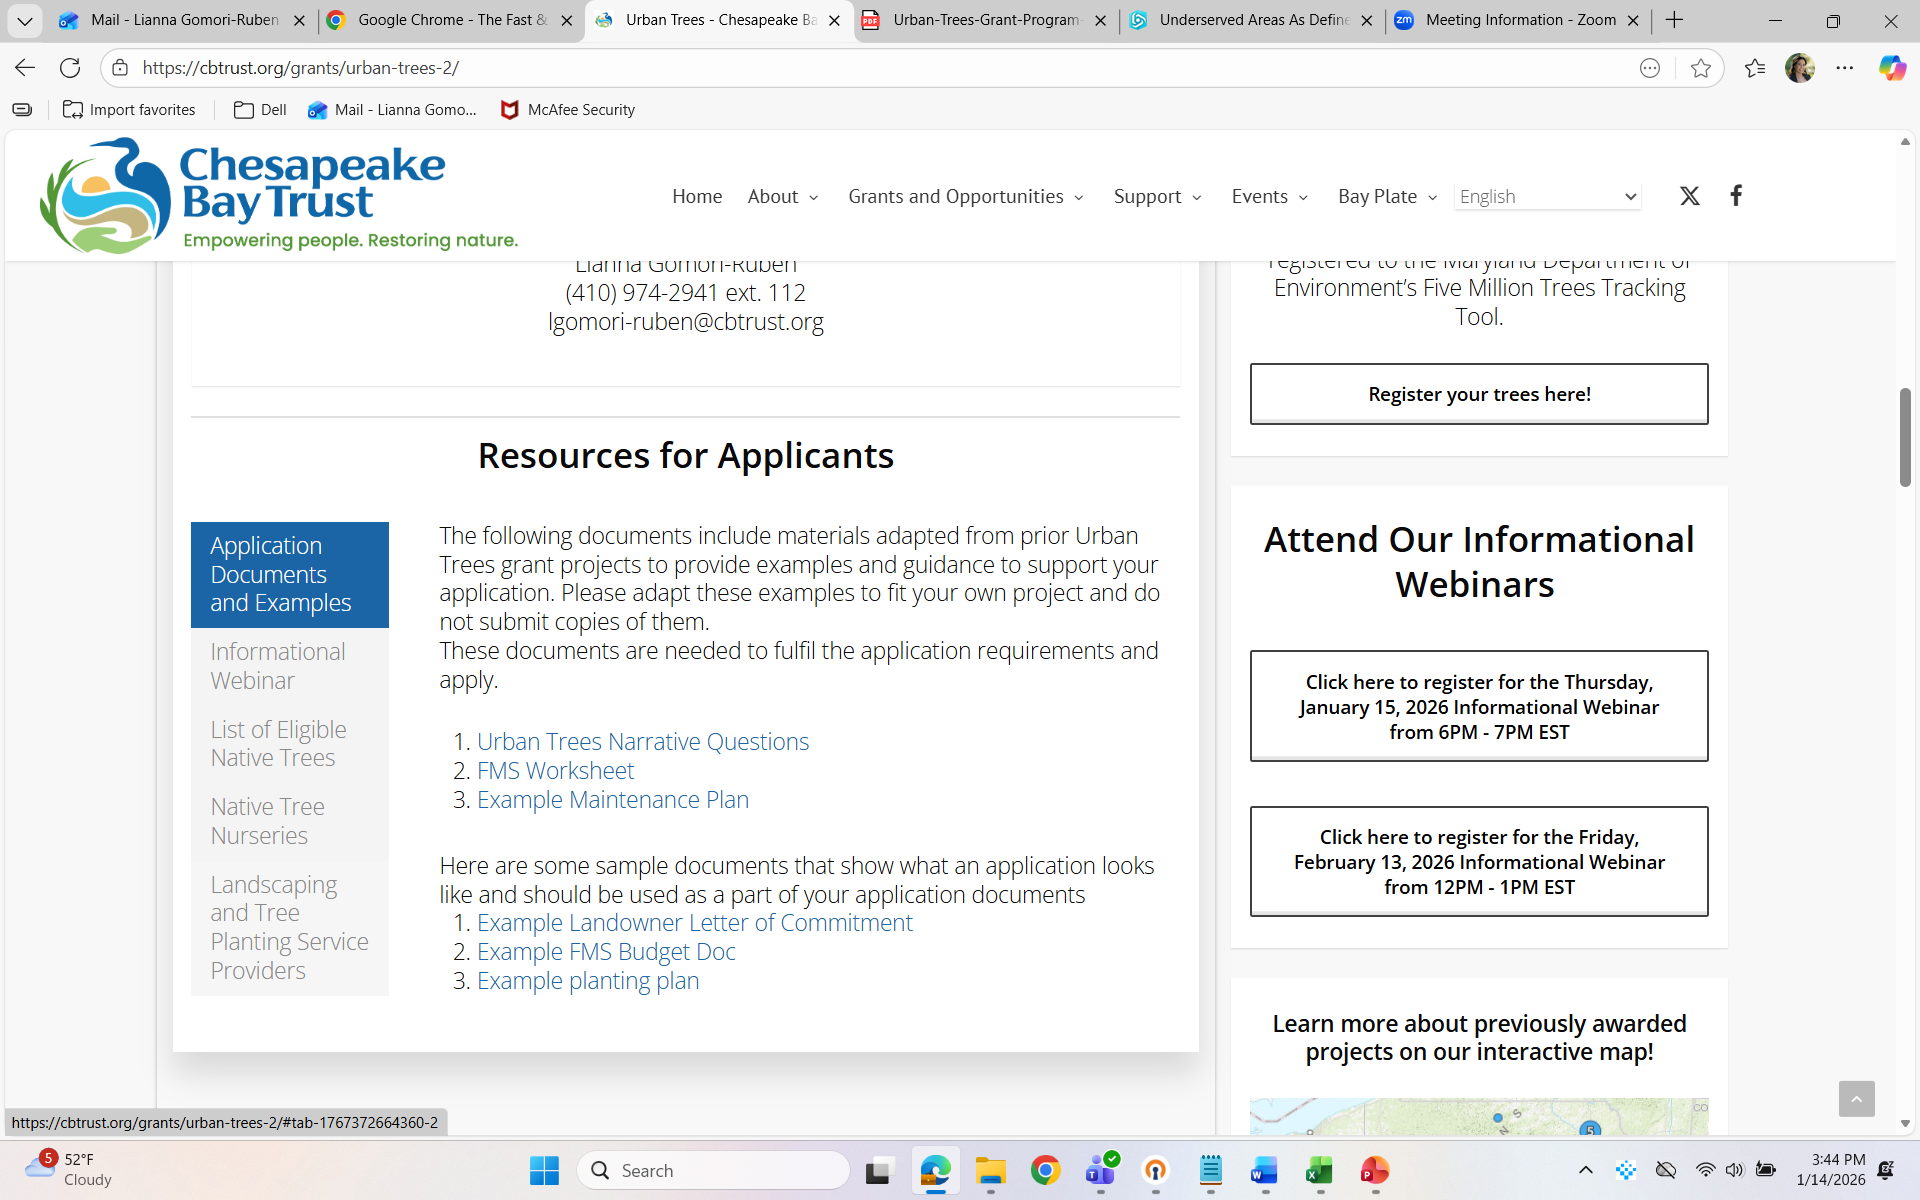 Mail - Lianna Gomori-Ruben
Google Chrome - The Fast &
Urban Trees - Chesapeake Ba
Urban-Trees-Grant-Program-
Underserved Areas As Define
Meeting Information - Zoom
https://cbtrust.org/grants/urban-trees-2/
Import favorites
Dell
Mail - Lianna Gomo...
McAfee Security
Chesapeake
Bay Trust
Empowering people. Restoring nature.
Home
About
Grants and Opportunities
Support
Events
Bay Plate
English
Lianna Gomori-Ruben
(410) 974-2941 ext. 112
lgomori-ruben@cbtrust.org
registered to the Maryland Department of
Environment's Five Million Trees Tracking
Tool.
Register your trees here!
Resources for Applicants
Application
Documents
and Examples
Informational
Webinar
List of Eligible
Native Trees
Native Tree
Nurseries
Landscaping
and Tree
Planting Service
Providers
The following documents include materials adapted from prior Urban
Trees grant projects to provide examples and guidance to support your
application. Please adapt these examples to fit your own project and do
not submit copies of them.
These documents are needed to fulfil the application requirements and
apply.
1. Urban Trees Narrative Questions
2. FMS Worksheet
3. Example Maintenance Plan
Here are some sample documents that show what an application looks
like and should be used as a part of your application documents
1. Example Landowner Letter of Commitment
2. Example FMS Budget Doc
3. Example planting plan
Attend Our Informational
Webinars
Click here to register for the Thursday,
January 15, 2026 Informational Webinar
from 6PM - 7PM EST
Click here to register for the Friday,
February 13, 2026 Informational Webinar
from 12PM - 1PM EST
Learn more about previously awarded
projects on our interactive map!
5
https://cbtrust.org/grants/urban-trees-2/#tab-1767372664360-2
5
52°F
Cloudy
Search
3:44 PM
1/14/2026